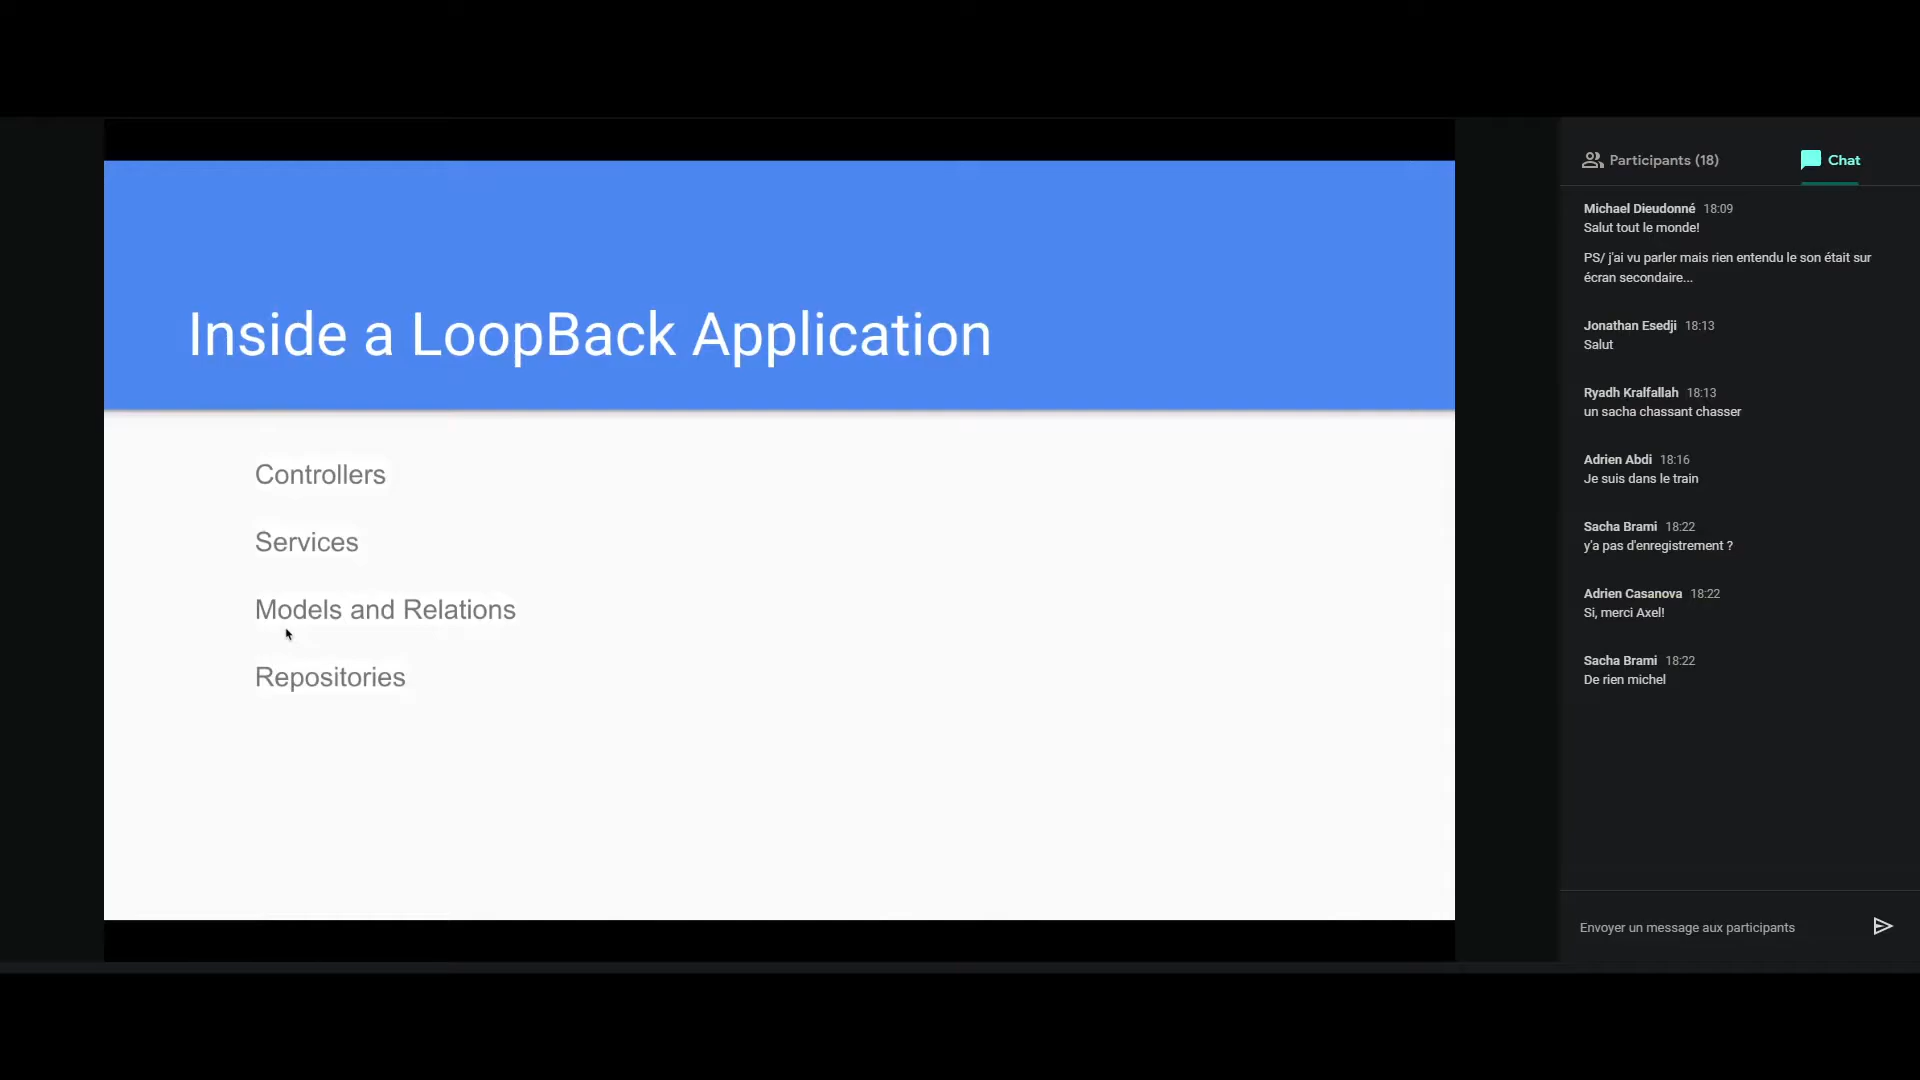 Inside a LoopBack Application
Controllers
Services
Models and Relations
Repositories
Participants (18)
Chat
Michael Dieudonné 18:09
Salut tout le monde!
PS/ j'ai vu parler mais rien entendu le son était sur
écran secondaire...
Jonathan Esedji 18:13
Salut
Ryadh Kralfallah 18:13
un sacha chassant chasser
Adrien Abdi 18:16
Je suis dans le train
Sacha Brami 18:22
y'a pas d'enregistrement ?
Adrien Casanova 18:22
Si, merci Axel!
Sacha Brami 18:22
De rien michel
Envoyer un message aux participants